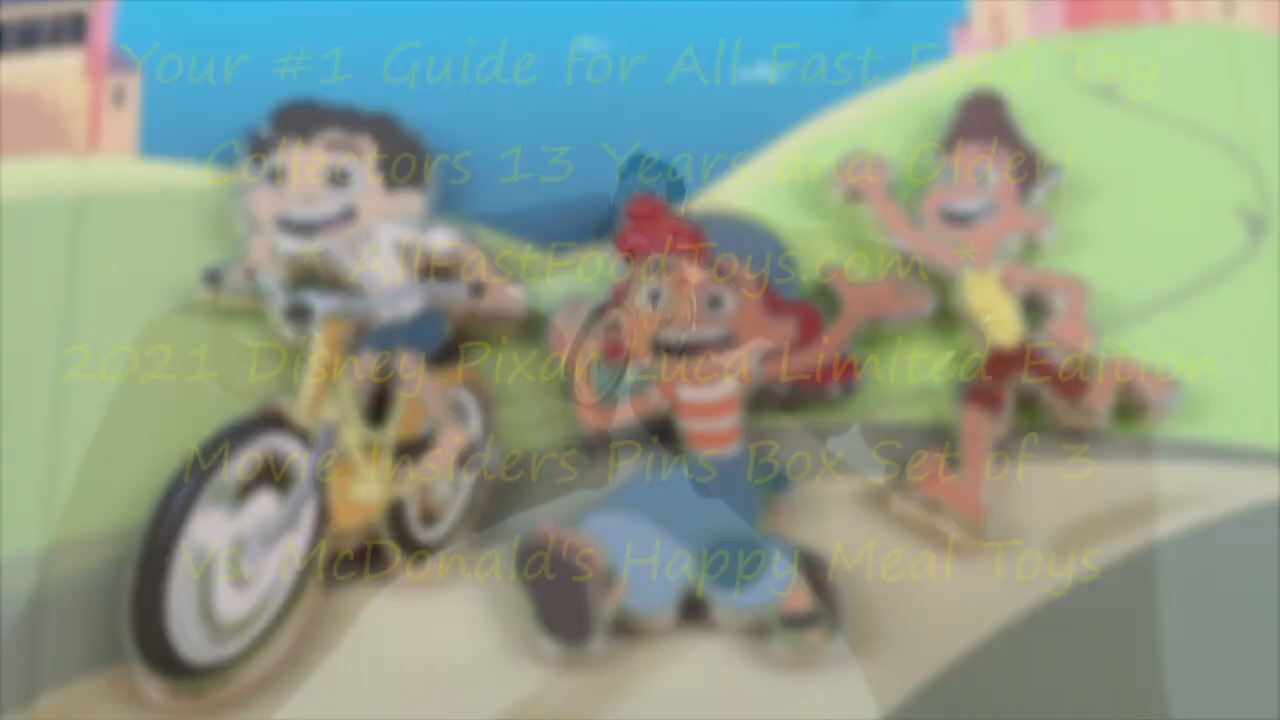 Your #1 Guide for All Fast Food Toy
Collectors 13 Years and Older!
* AllFastFoodToys.com *
2021 Disney Pixar Luca Limited Edition
Movie Insiders Pins Box Set of 3
Vs. McDonald's Happy Meal Toys